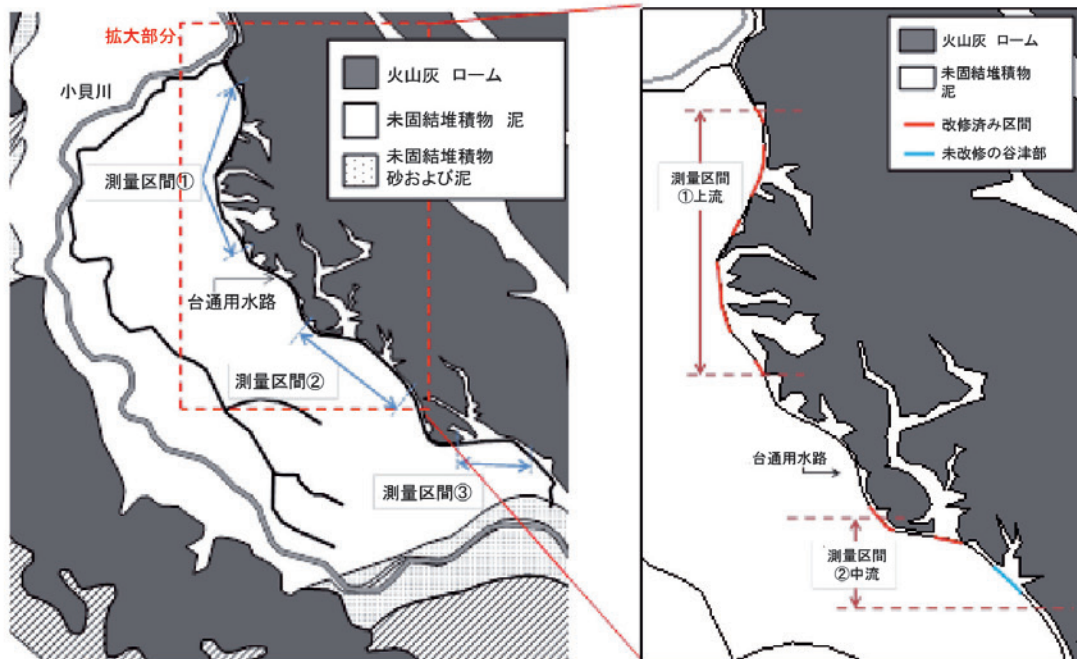 拡大部分
小貝川
火山灰 ローム
未固結堆積物 泥
未固結堆積物
砂および泥
測量区間①
台通用水路
測量区間②
測量区間③
火山灰 ローム
未固結堆積物
泥
改修済み区間
未改修の谷津部
測量区間
①上流
台通用水路
測量区間
②中流